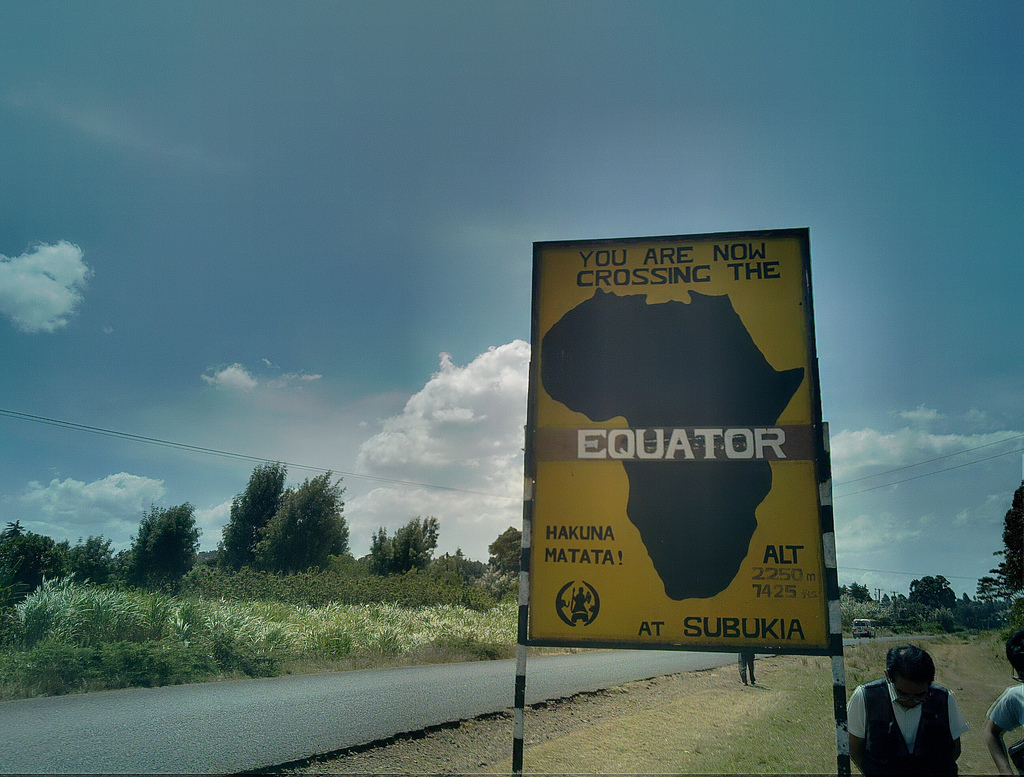 YOU ARE NOW
CROSSING THE
EQUATOR
HAKUNA
MATATA!
ALT
2250 m
7425
AT SUBUKIA